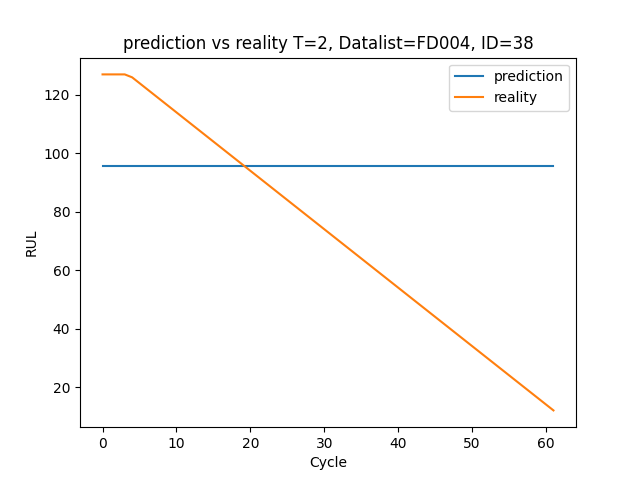 prediction vs reality T=2, Datalist=FD004, ID=38
prediction
reality
RUL
120
100
80
60
40
20
0 10 20 30 40 50 60
Cycle